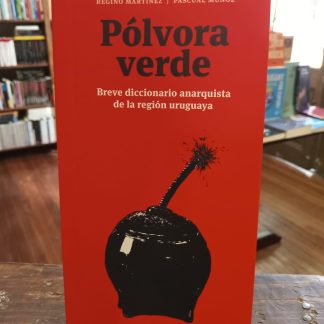 REGINO MARTÍNEZ | PASCUAL MUÑOZ
Pólvora
verde
Breve diccionario anarquista
de la región uruguaya